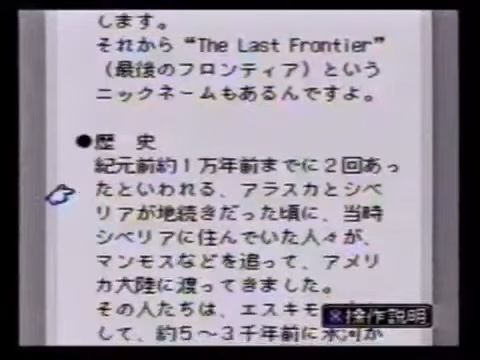 します。
それから“The Last Frontier”
（最後のフロンティア）という
ニックネームもあるんですよ。
●歴　史
紀元前約１万年前までに２回あっ
たといわれる、アラスカとシベ
リアが地続きだった頃に、当時
シベリアに住んでいた人々が、
マンモスなどを追って、アメリ
カ大陸に渡ってきました。
その人たちは、エスキモ
※操作説明
して、約５～３千年前に氷河が